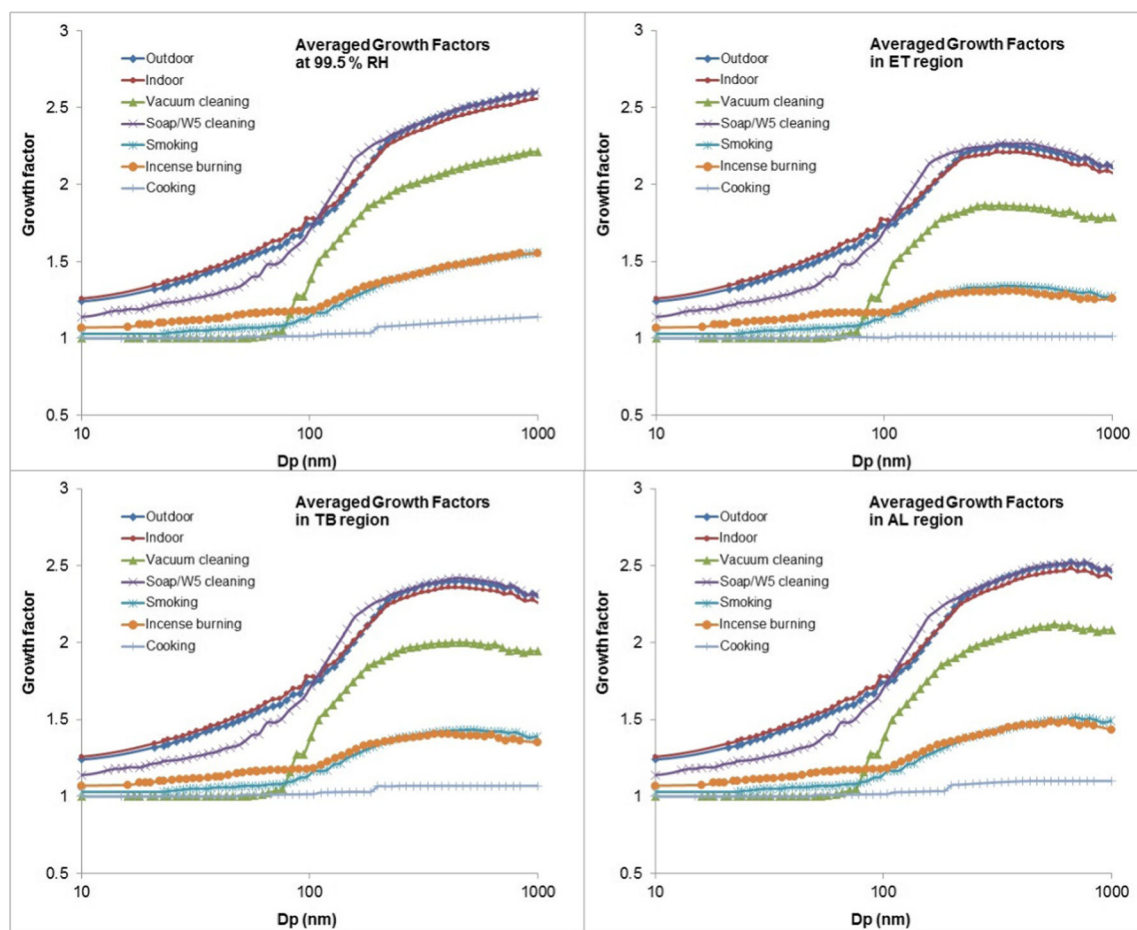 3
2.5
2
1.5
1
0.5
Growth factor
Averaged Growth Factors
at 99.5 % RH
Outdoor
Indoor
Vacuum cleaning
Soap/W5 cleaning
Smoking
Incense burning
Cooking
10
100
1000
Dp (nm)
3
2.5
2
1.5
1
0.5
Growth factor
Averaged Growth Factors
in ET region
Outdoor
Indoor
Vacuum cleaning
Soap/W5 cleaning
Smoking
Incense burning
Cooking
10
100
1000
Dp (nm)
3
2.5
2
1.5
1
0.5
Growth factor
Averaged Growth Factors
in TB region
Outdoor
Indoor
Vacuum cleaning
Soap/W5 cleaning
Smoking
Incense burning
Cooking
10
100
1000
Dp (nm)
3
2.5
2
1.5
1
0.5
Growth factor
Averaged Growth Factors
in AL region
Outdoor
Indoor
Vacuum cleaning
Soap/W5 cleaning
Smoking
Incense burning
Cooking
10
100
1000
Dp (nm)